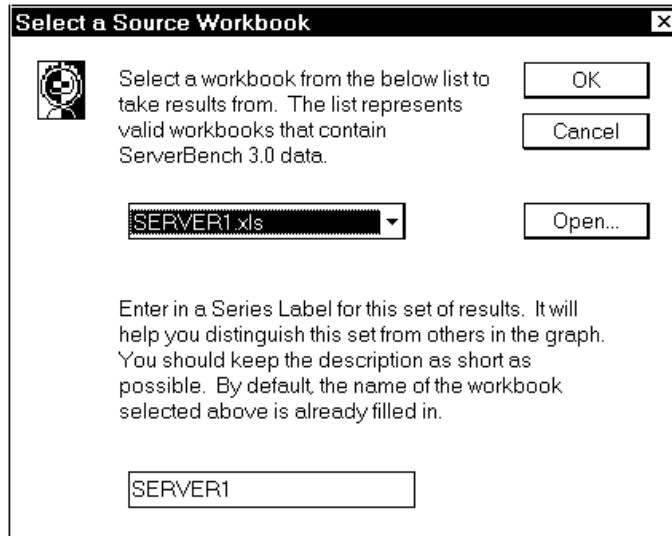 Select a Source Workbook
Select a workbook from the below list to
take results from. The list represents
valid workbooks that contain
ServerBench 3.0 data.
OK
Cancel
SERVER1.xls
Open...
Enter in a Series Label for this set of results. It will
help you distinguish this set from others in the graph.
You should keep the description as short as
possible. By default, the name of the workbook
selected above is already filled in.
SERVER1